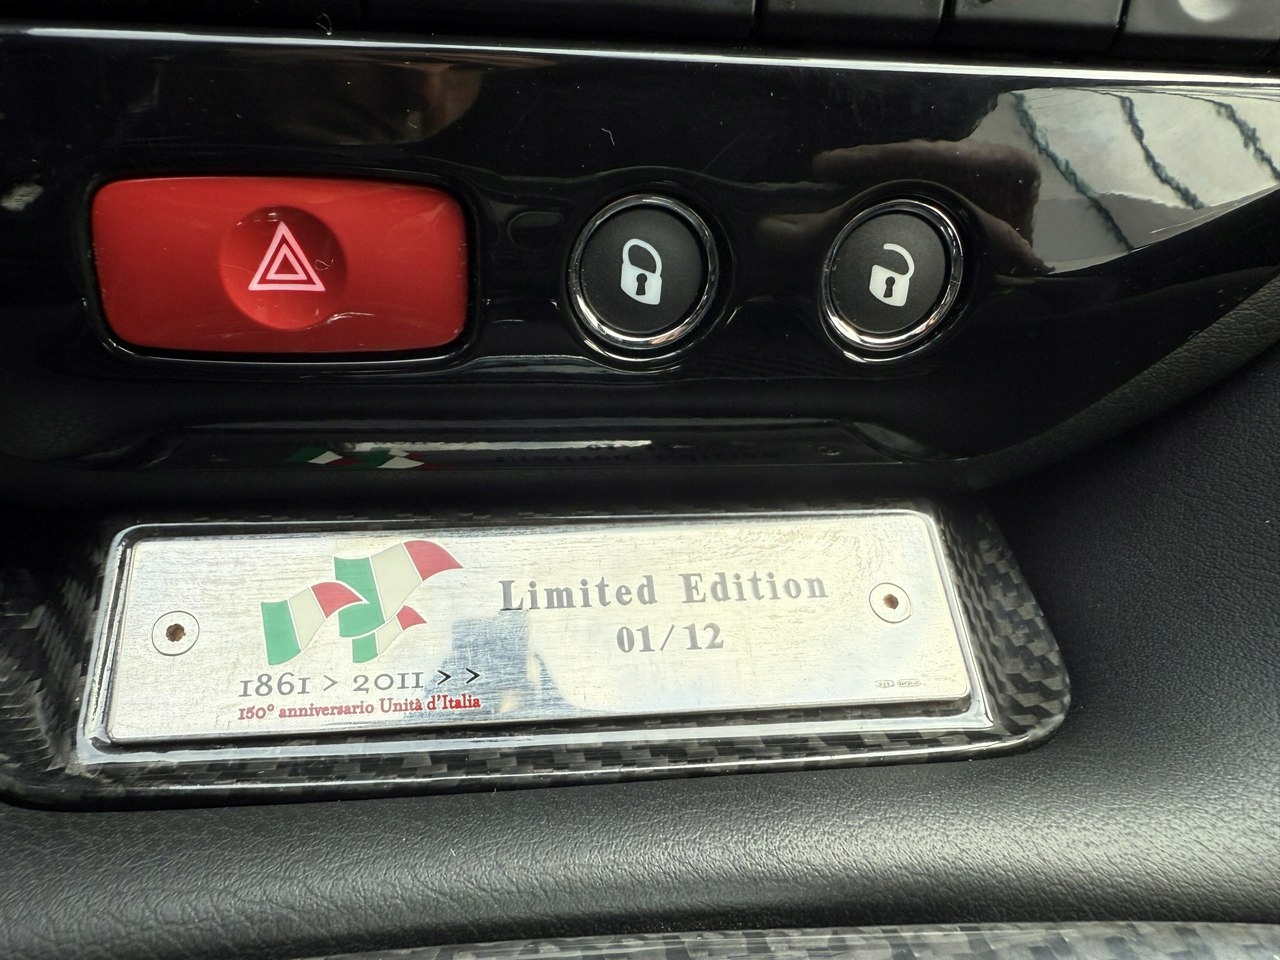 Limited Edition
01/12
1861 > 2011 > >
150° anniversario Unità d'Italia